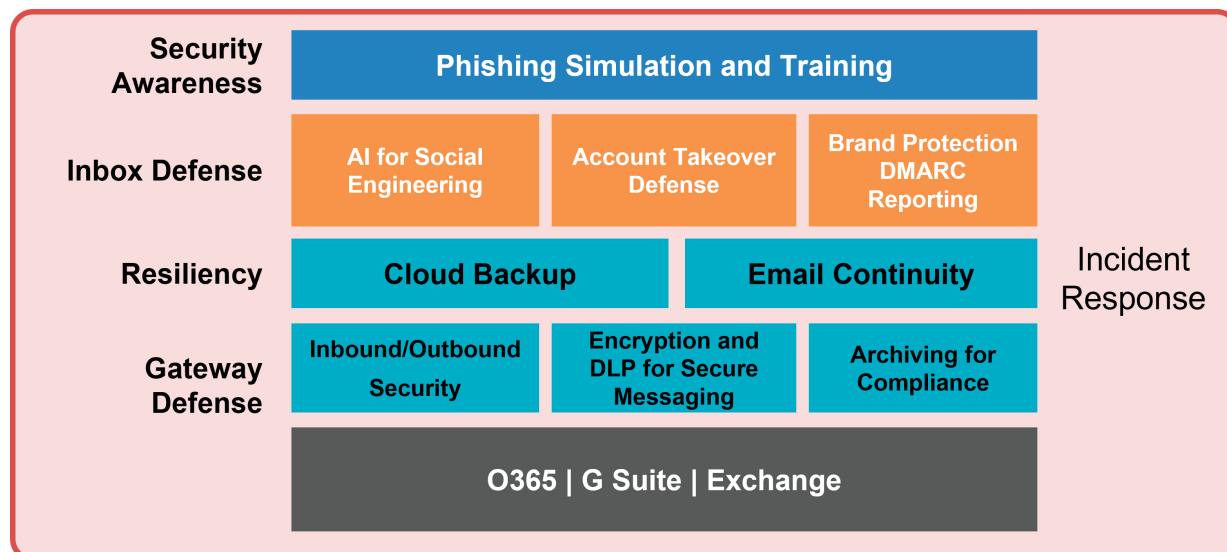 Security
Awareness
Phishing Simulation and Training
Inbox Defense
AI for Social
Engineering
Account Takeover
Defense
Brand Protection
DMARC
Reporting
Resiliency
Cloud Backup
Email Continuity
Incident
Response
Gateway
Defense
Inbound/Outbound
Security
Encryption and
DLP for Secure
Messaging
Archiving for
Compliance
O365 | G Suite | Exchange